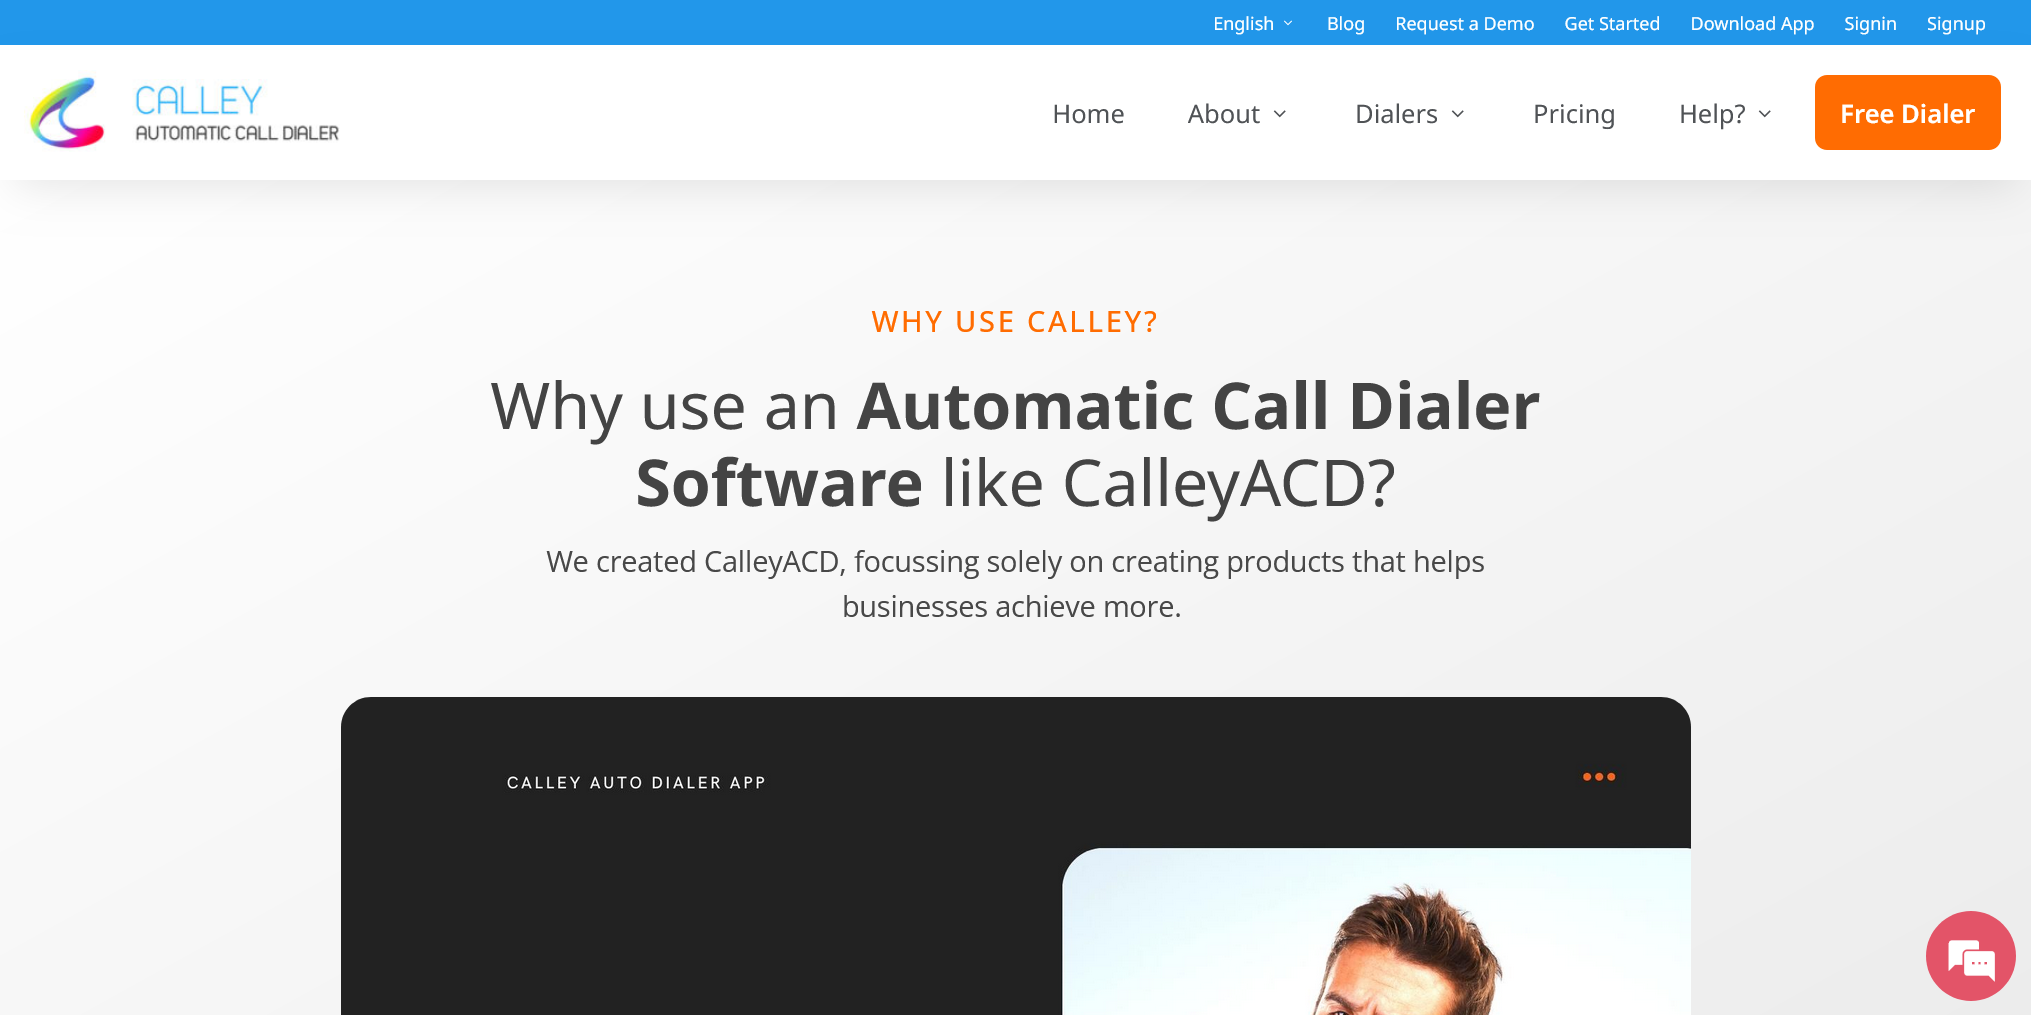 English Blog Request a Demo Get Started Download App Signin Signup
CALLEY
AUTOMATIC CALL DIALER
Home About Dialers Pricing Help? Free Dialer
WHY USE CALLEY?
Why use an Automatic Call Dialer
Software like CalleyACD?
We created CalleyACD, focussing solely on creating products that helps
businesses achieve more.
CALLEY AUTO DIALER APP